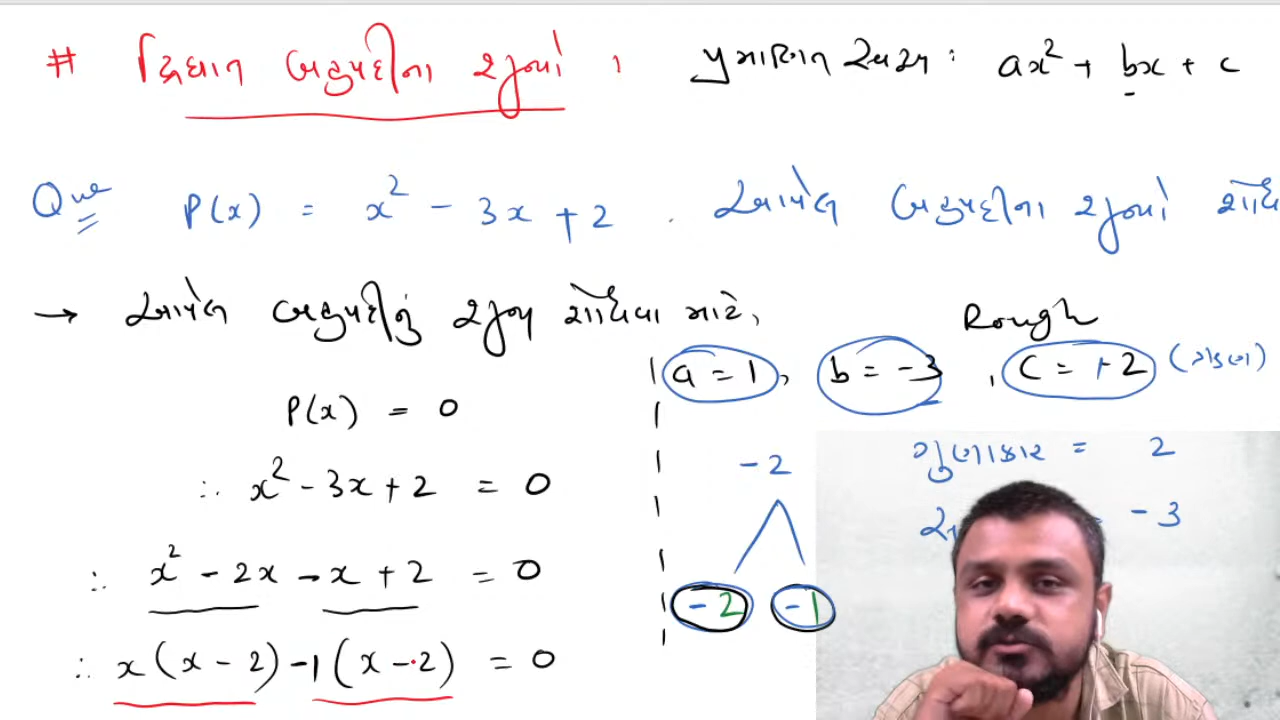 # દ્વિઘાત બહુપદીના શૂન્યો , પ્રમાણિત સ્વરૂપ : ax² + bx + c
Que P(x) = x² - 3x + 2 . આપેલ બહુપદીના શૂન્યો શોધ
→ આપેલ બહુપદીનું શૂન્ય શોધવા માટે,
Rough
a = 1, b = -3, c = +2
P(x) = 0
ગુણાકાર = 2
-2
∴ x² - 3x + 2 = 0
= -3
∴ x² - 2x - x + 2 = 0
-2 -1
∴ x(x - 2) -1(x - 2) = 0